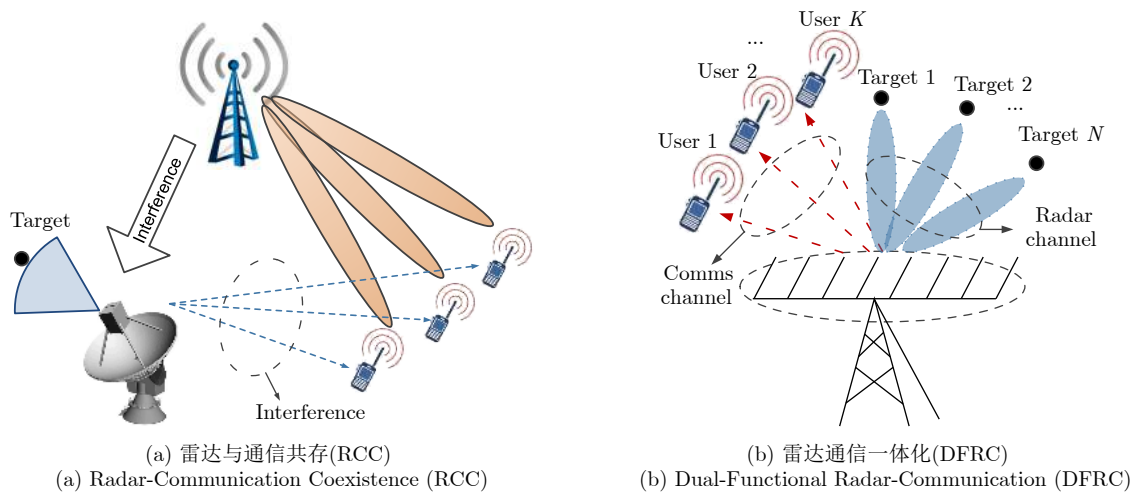 Interference
Target
Interference
(a) 雷达与通信共存(RCC)
(a) Radar-Communication Coexistence (RCC)
User K
...
User 2
User 1
Target 1
Target 2
...
Target N
Radar
channel
Comms
channel
(b) 雷达通信一体化(DFRC)
(b) Dual-Functional Radar-Communication (DFRC)